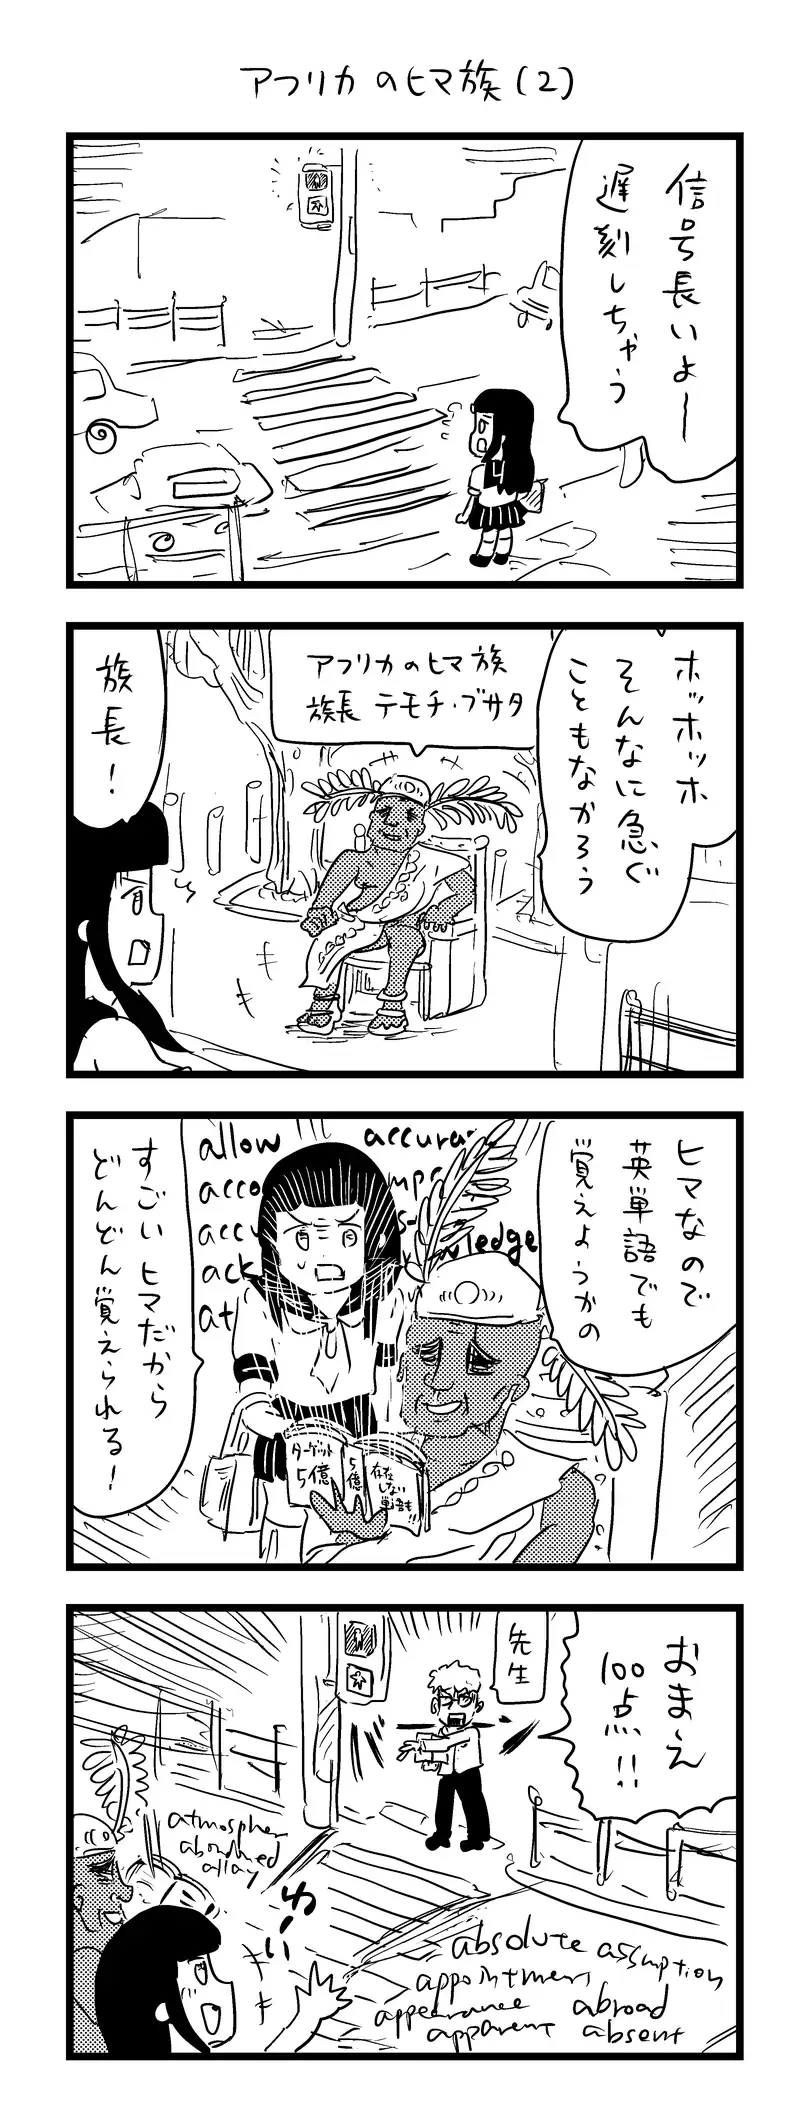 アフリカのヒマ族(2)
信号長いよー
遅刻しちゃう
ホッホッホ
そんなに急ぐ
こともなかろう
アフリカのヒマ族
族長 テモチ・ブサタ
族長!
ヒマなので
英単語でも
覚えようかの
allow
accura
acco
mp
acc
ack
wledge
at
ターゲット
5億
5億
存在
しない
単語も
!!
すごいヒマだから
どんどん覚えられる!
おまえ
100点!!
先生
atmospher
abondoned
allay
わーい
absolute assumption
appointment
appearance abroad
apparent absent